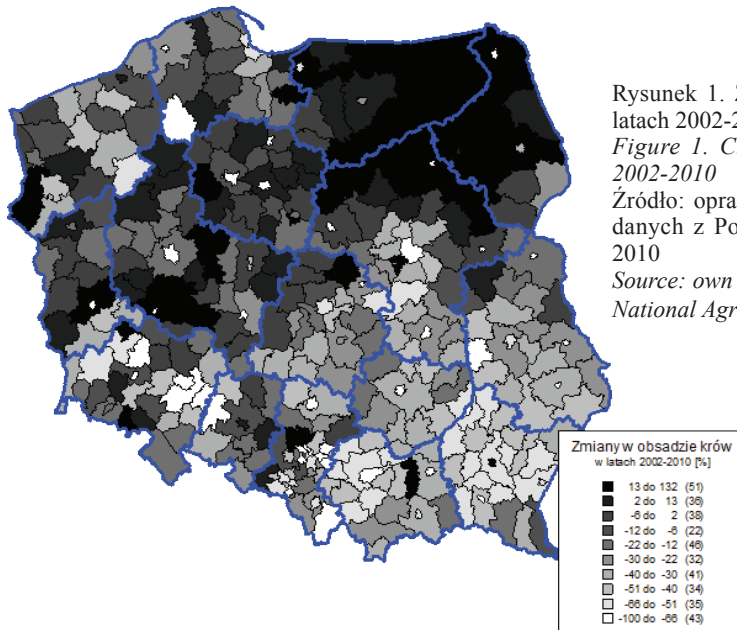 Rysunek 1.
latach 2002-2
Figure 1. C
2002-2010
Źródło: opra
danych z Po
2010
Source: own
National Agr
Zmiany w obsadzie krów
w latach 2002-2010 [%]
13 do 132 (51)
2 do 13 (36)
-6 do 2 (38)
-12 do -6 (22)
-22 do -12 (46)
-30 do -22 (32)
-40 do -30 (41)
-51 do -40 (34)
-66 do -51 (35)
-100 do -66 (43)